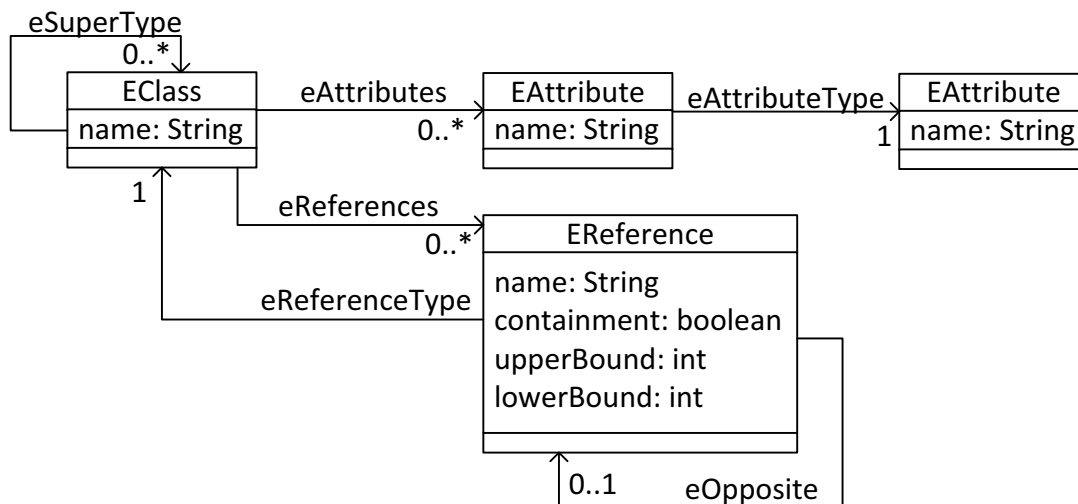 eSuperType
0..*
EClass
name: String
eAttributes
0..*
EAttribute
name: String
eAttributeType
1
EAttribute
name: String
1
eReferences
0..*
EReference
name: String
containment: boolean
upperBound: int
lowerBound: int
eReferenceType
0..1
eOpposite